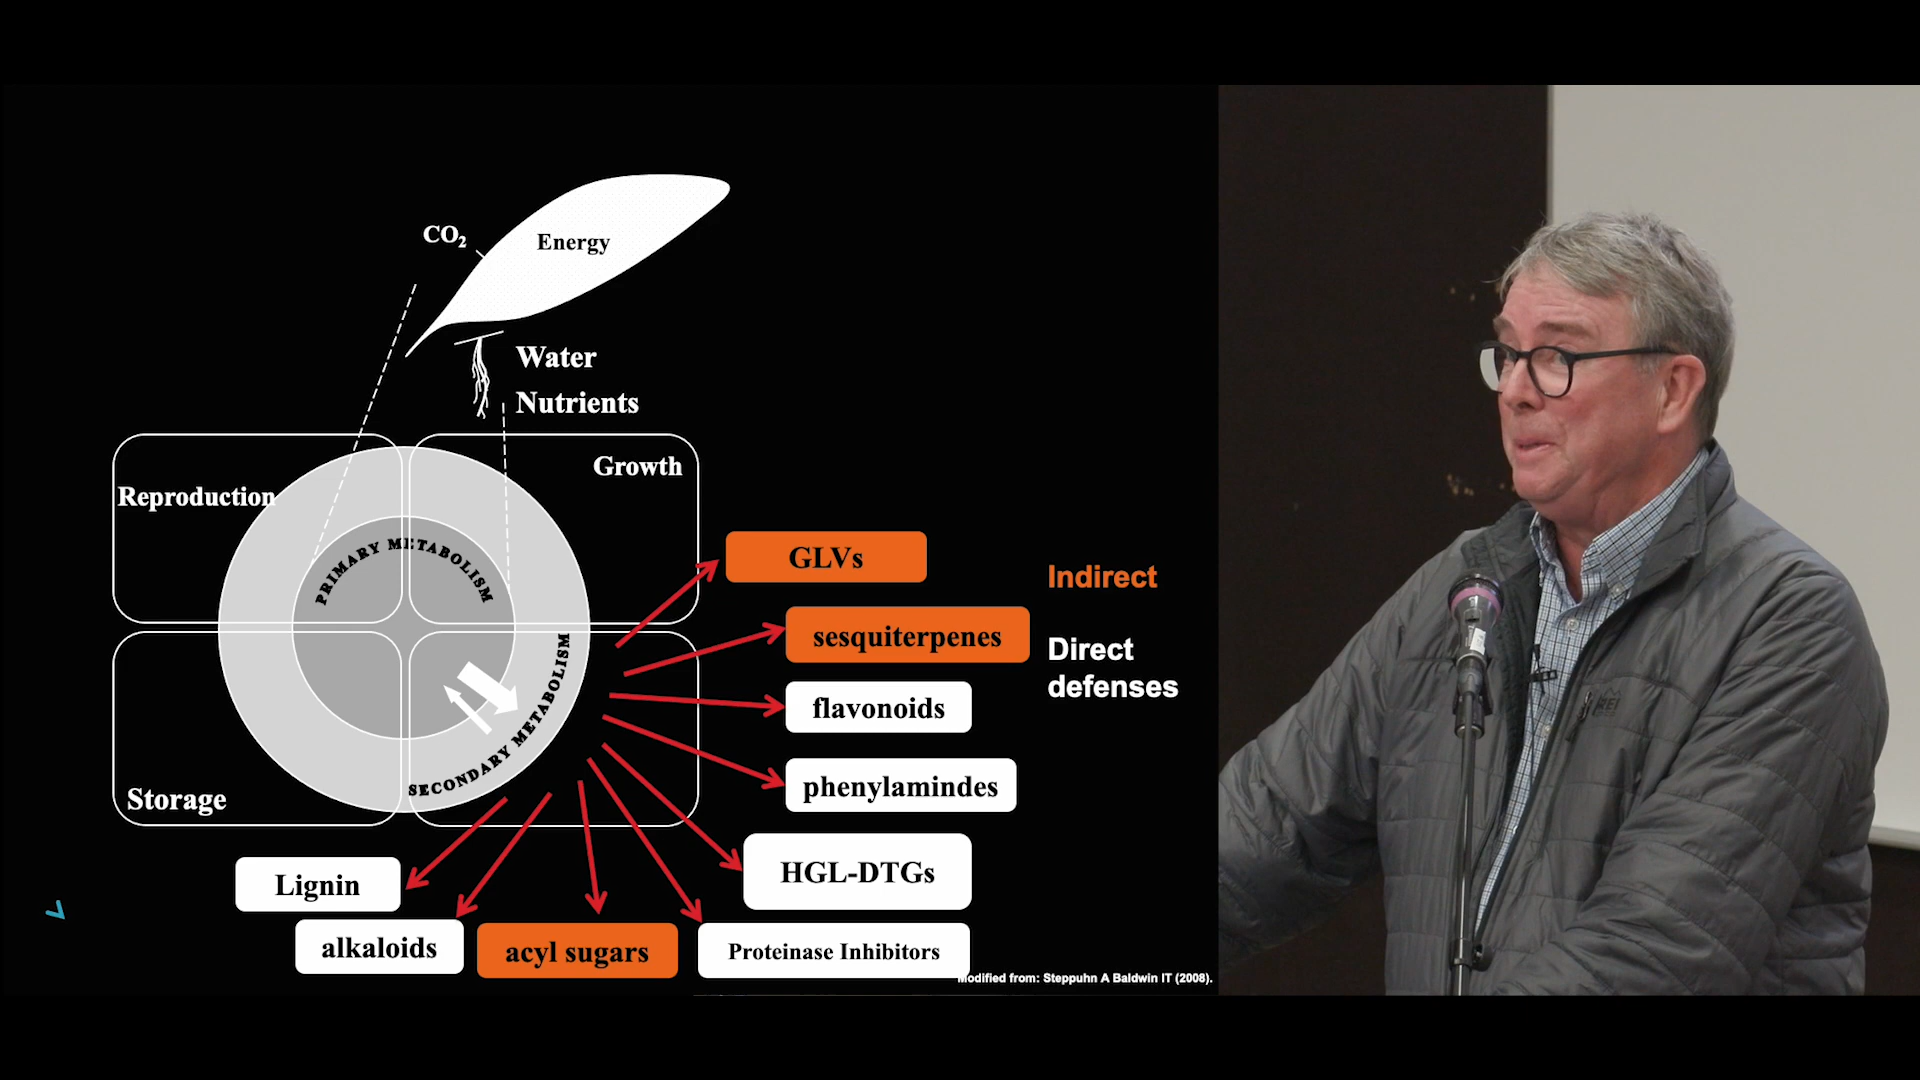 CO₂
Energy
Water
Nutrients
Reproduction
Growth
PRIMARY METABOLISM
SECONDARY METABOLISM
Storage
GLVs
sesquiterpenes
flavonoids
phenylamindes
HGL-DTGs
Lignin
alkaloids
acyl sugars
Proteinase Inhibitors
Indirect
Direct
defenses
Modified from: Steppuhn A Baldwin IT (2008).
REI